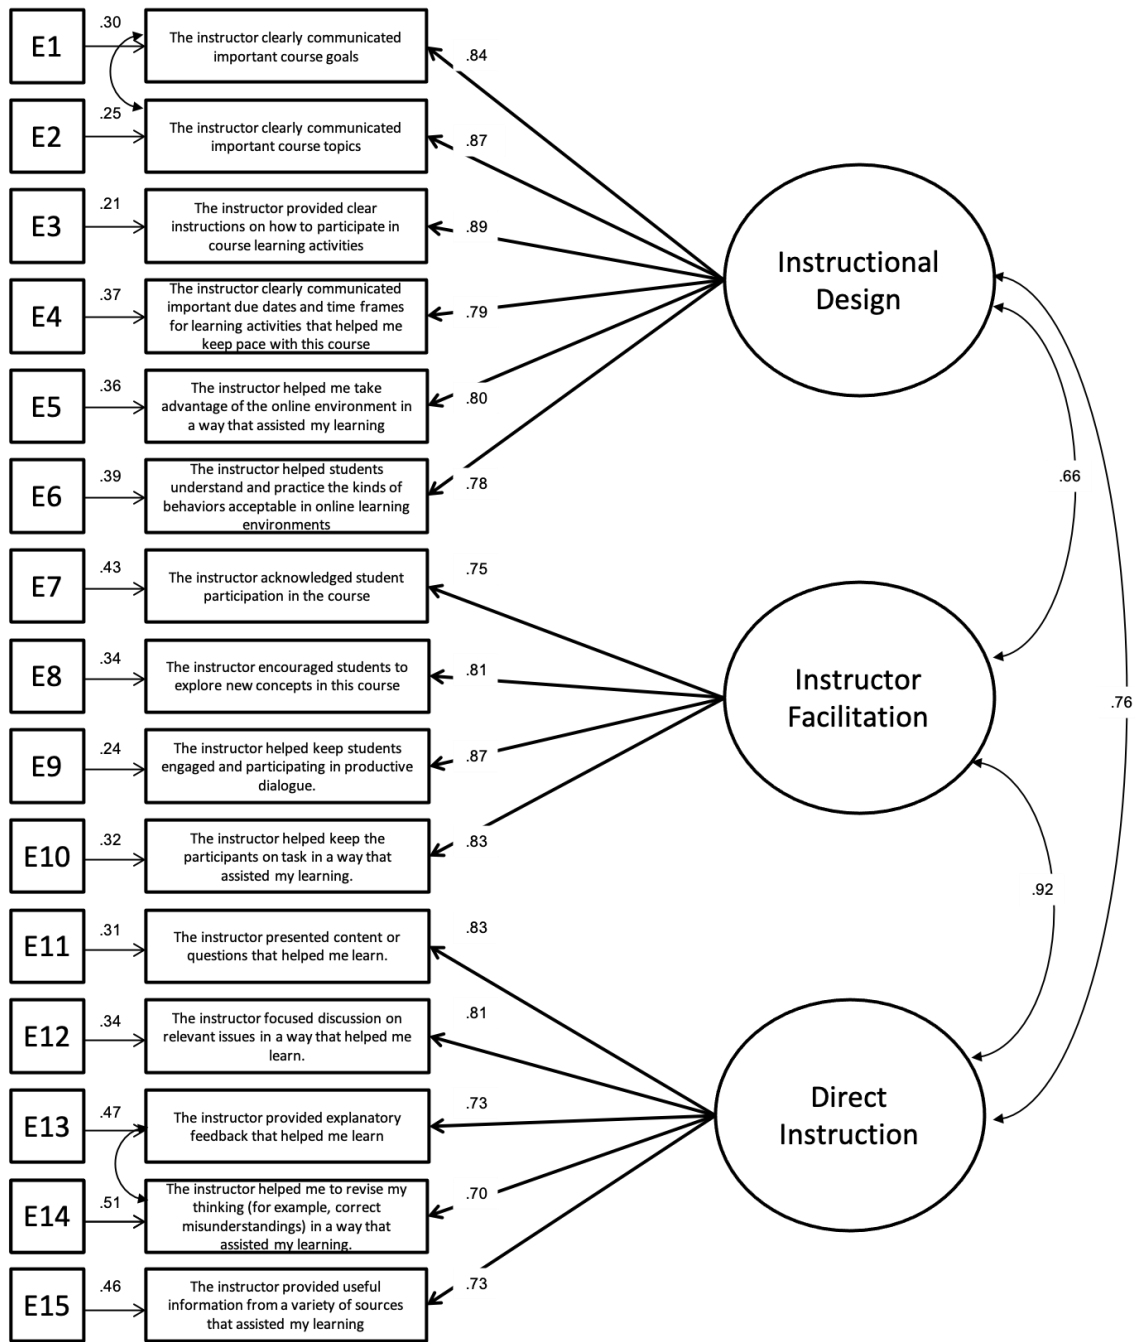 E1
.30
The instructor clearly communicated
important course goals
.84
E2
.25
The instructor clearly communicated
important course topics
.87
E3
.21
The instructor provided clear
instructions on how to participate in
course learning activities
.89
E4
.37
The instructor clearly communicated
important due dates and time frames
for learning activities that helped me
keep pace with this course
.79
E5
.36
The instructor helped me take
advantage of the online environment in
a way that assisted my learning
.80
E6
.39
The instructor helped students
understand and practice the kinds of
behaviors acceptable in online learning
environments
.78
Instructional
Design
.66
E7
.43
The instructor acknowledged student
participation in the course
.75
E8
.34
The instructor encouraged students to
explore new concepts in this course
.81
E9
.24
The instructor helped keep students
engaged and participating in productive
dialogue.
.87
E10
.32
The instructor helped keep the
participants on task in a way that
assisted my learning.
.83
Instructor
Facilitation
.76
.92
E11
.31
The instructor presented content or
questions that helped me learn.
.83
E12
.34
The instructor focused discussion on
relevant issues in a way that helped me
learn.
.81
E13
.47
The instructor provided explanatory
feedback that helped me learn
.73
E14
.51
The instructor helped me to revise my
thinking (for example, correct
misunderstandings) in a way that
assisted my learning.
.70
E15
.46
The instructor provided useful
information from a variety of sources
that assisted my learning
.73
Direct
Instruction